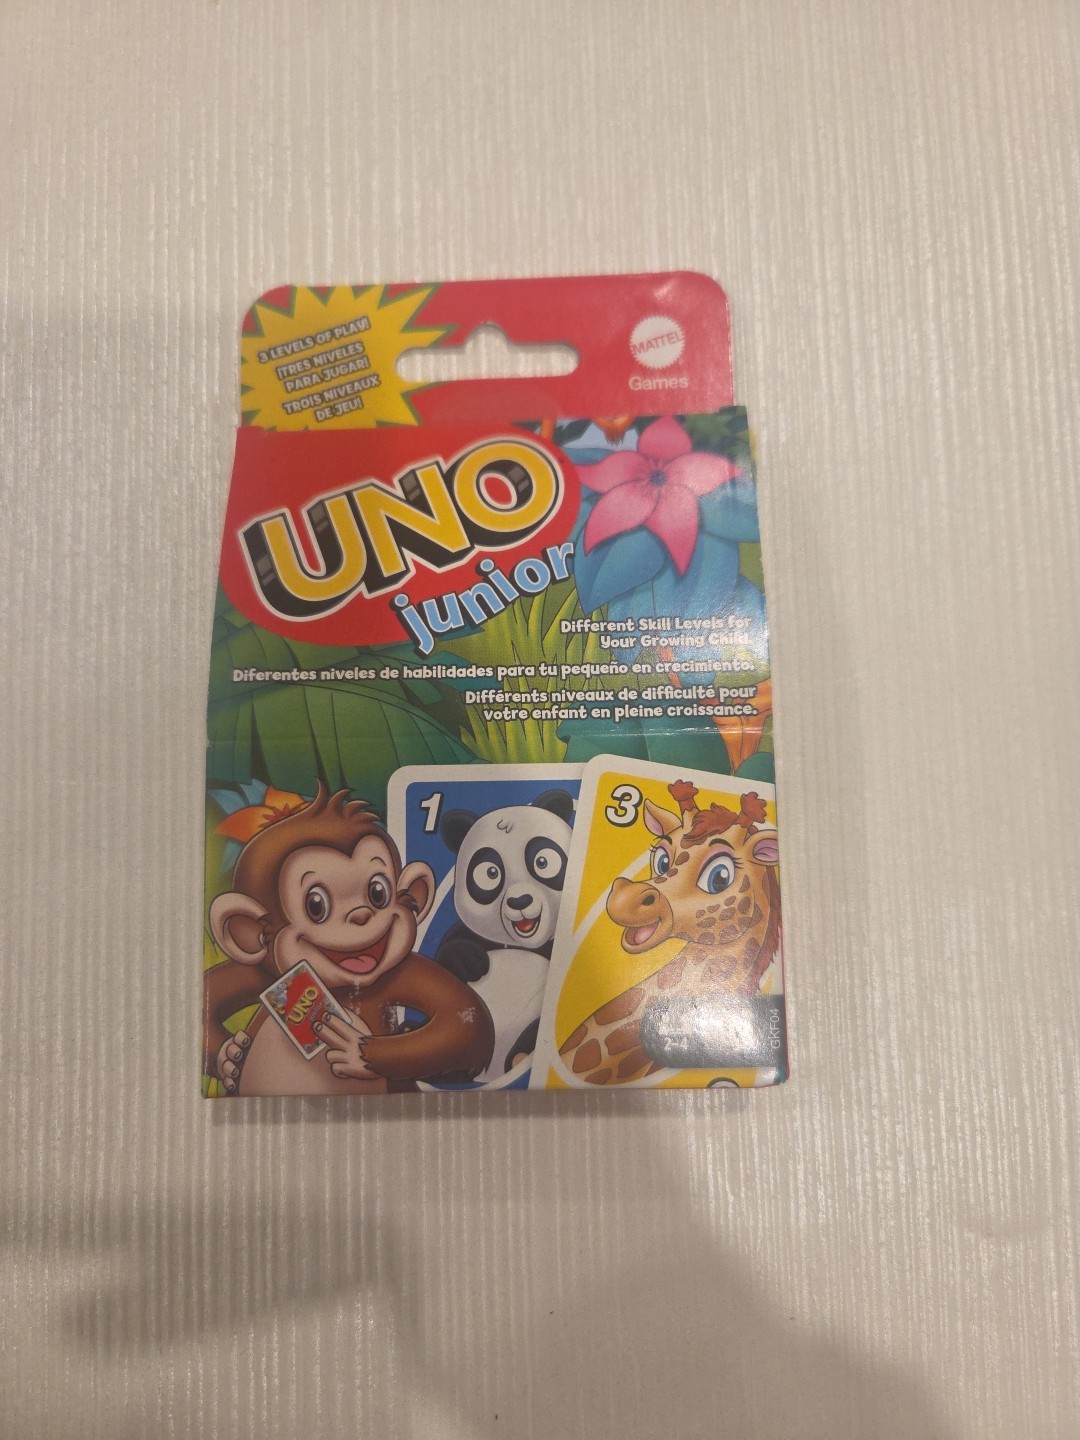 3 LEVELS OF PLAY!
¡TRES NIVELES
PARA JUGAR!
TROIS NIVEAUX
DE JEU!
MATTEL
Games
UNO
junior
Different Skill Levels for
Your Growing Child.
Diferentes niveles de habilidades para tu pequeño en crecimiento.
Différents niveaux de difficulté pour
votre enfant en pleine croissance.
1
3
UNO
2-4
GKF04